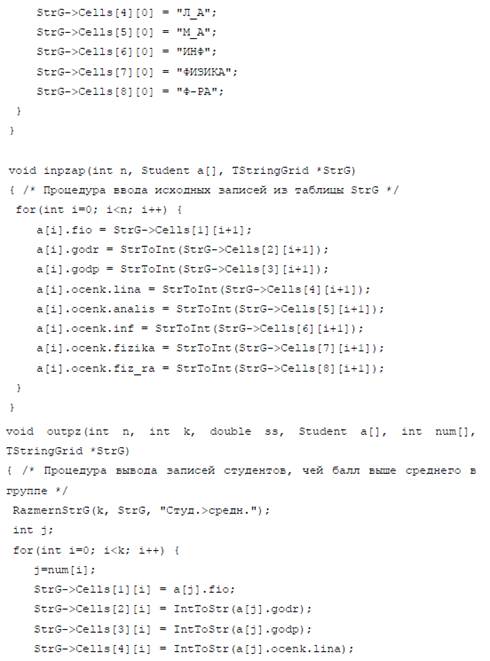 StrG->Cells[4][0] = "Л_А";
StrG->Cells[5][0] = "М_А";
StrG->Cells[6][0] = "ИНФ";
StrG->Cells[7][0] = "ФИЗИКА";
StrG->Cells[8][0] = "Ф-РА";
}
}
void inpzap(int n, Student a[], TStringGrid *StrG)
{ /* Процедура ввода исходных записей из таблицы StrG */
for(int i=0; i<n; i++) {
a[i].fio = StrG->Cells[1][i+1];
a[i].godr = StrToInt(StrG->Cells[2][i+1]);
a[i].godp = StrToInt(StrG->Cells[3][i+1]);
a[i].ocenk.lina = StrToInt(StrG->Cells[4][i+1]);
a[i].ocenk.analis = StrToInt(StrG->Cells[5][i+1]);
a[i].ocenk.inf = StrToInt(StrG->Cells[6][i+1]);
a[i].ocenk.fizika = StrToInt(StrG->Cells[7][i+1]);
a[i].ocenk.fiz_ra = StrToInt(StrG->Cells[8][i+1]);
}
}
void outpz(int n, int k, double ss, Student a[], int num[],
TStringGrid *StrG)
{ /* Процедура вывода записей студентов, чей балл выше среднего в
группе */
RazmernStrG(k, StrG, "Студ.>средн.");
int j;
for(int i=0; i<k; i++) {
j=num[i];
StrG->Cells[1][i] = a[j].fio;
StrG->Cells[2][i] = IntToStr(a[j].godr);
StrG->Cells[3][i] = IntToStr(a[j].godp);
StrG->Cells[4][i] = IntToStr(a[j].ocenk.lina);